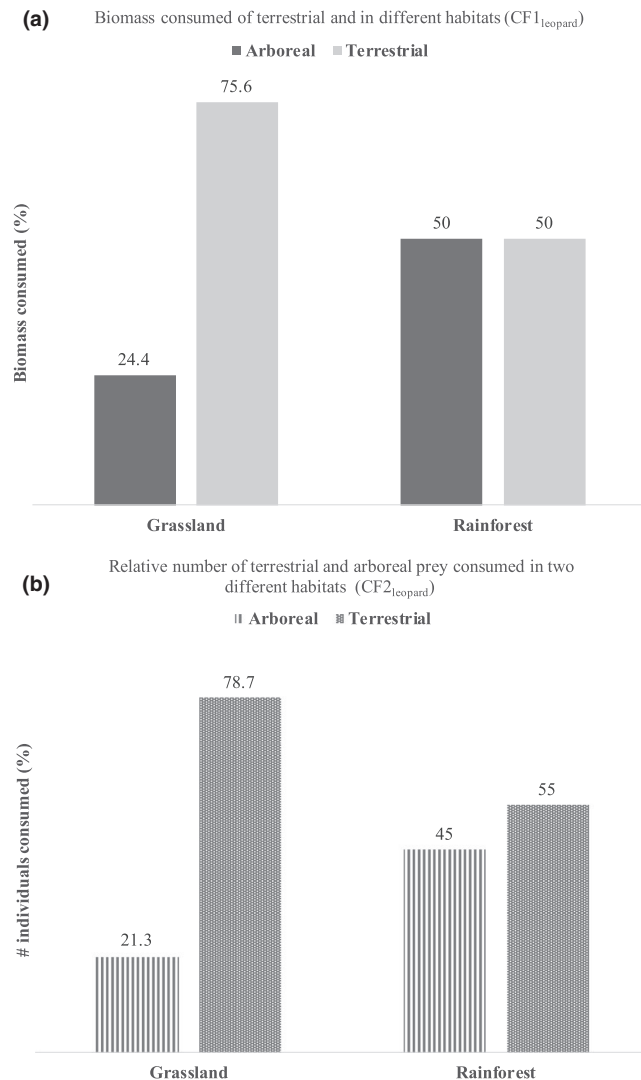 (a)
Biomass consumed of terrestrial and in different habitats (CF1leopard)
Arboreal Terrestrial
75.6
50 50
24.4
Biomass consumed (%)
Grassland Rainforest
(b)
Relative number of terrestrial and arboreal prey consumed in two
different habitats (CF2leopard)
Arboreal Terrestrial
78.7
55
45
21.3
# individuals consumed (%)
Grassland Rainforest